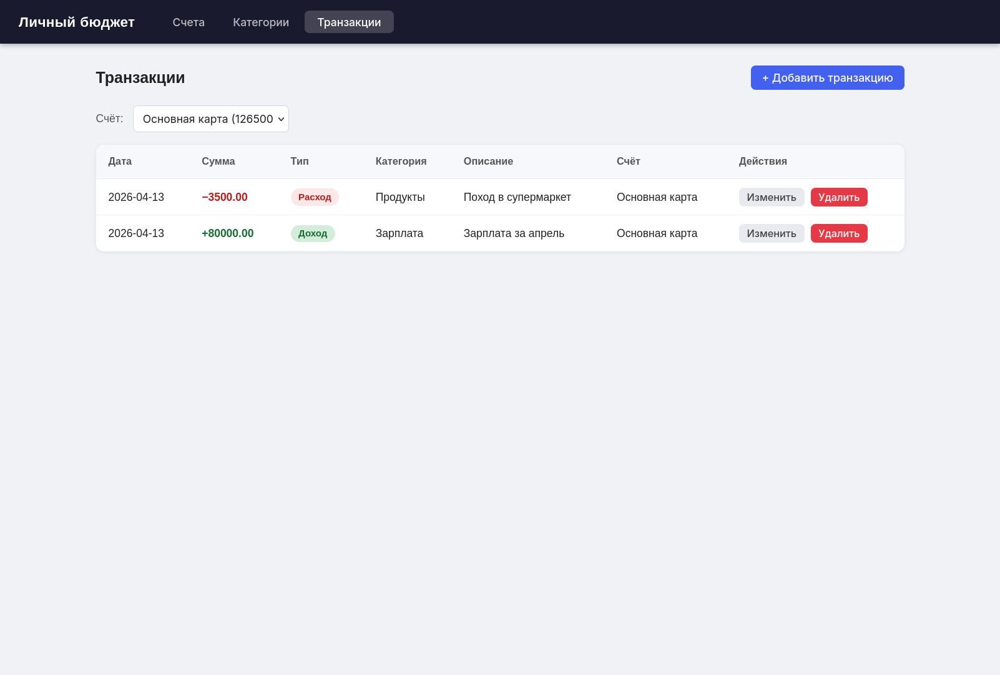 Личный бюджет Счета Категории Транзакции
Транзакции + Добавить транзакцию
Счёт: Основная карта (126500
Дата Сумма Тип Категория Описание Счёт Действия
2026-04-13 −3500.00 Расход Продукты Поход в супермаркет Основная карта Изменить Удалить
2026-04-13 +80000.00 Доход Зарплата Зарплата за апрель Основная карта Изменить Удалить